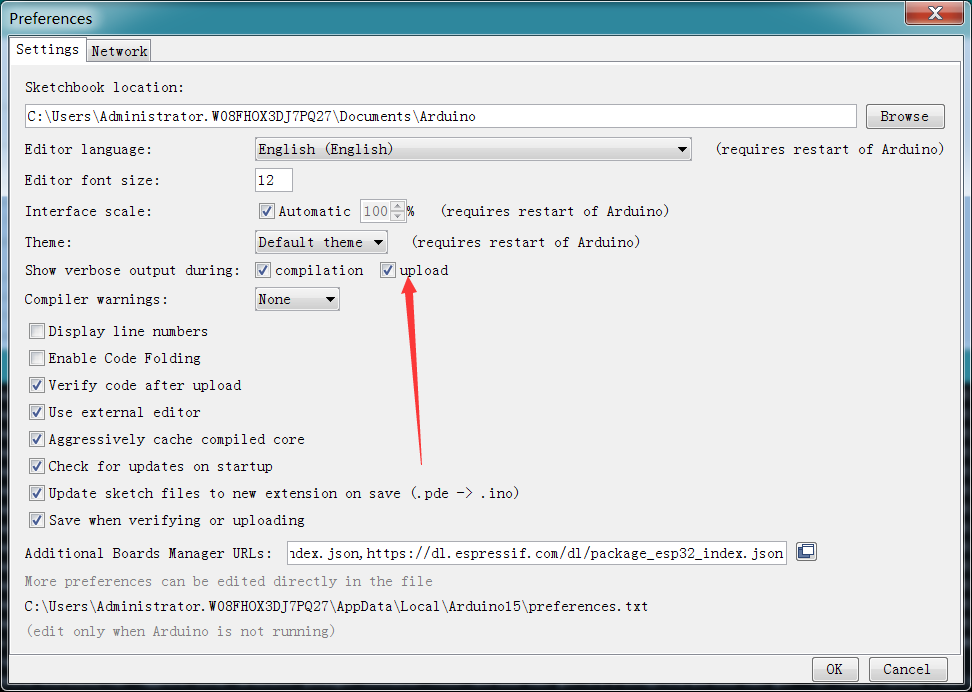 Preferences
Settings Network
Sketchbook location:
C:\Users\Administrator.W08FHOX3DJ7PQ27\Documents\Arduino Browse
Editor language: English (English) (requires restart of Arduino)
Editor font size: 12
Interface scale: Automatic 100 % (requires restart of Arduino)
Theme: Default theme (requires restart of Arduino)
Show verbose output during: compilation upload
Compiler warnings: None
Display line numbers
Enable Code Folding
Verify code after upload
Use external editor
Aggressively cache compiled core
Check for updates on startup
Update sketch files to new extension on save (.pde -> .ino)
Save when verifying or uploading
Additional Boards Manager URLs: ndex.json,https://dl.espressif.com/dl/package_esp32_index.json
More preferences can be edited directly in the file
C:\Users\Administrator.W08FHOX3DJ7PQ27\AppData\Local\Arduino15\preferences.txt
(edit only when Arduino is not running)
OK Cancel